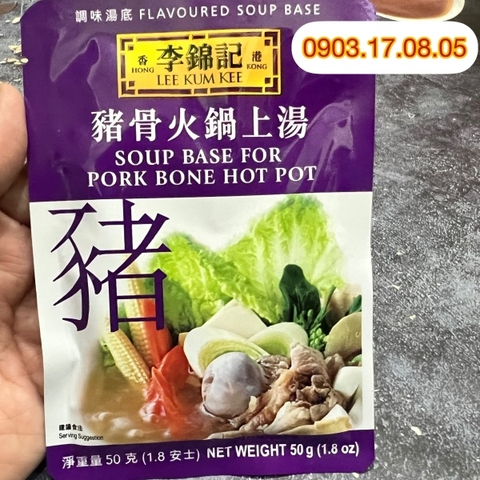 調味湯底 FLAVOURED SOUP BASE
0903.17.08.05
香 李錦記 港
HONG LEE KUM KEE KONG
豬骨火鍋上湯
SOUP BASE FOR
PORK BONE HOT POT
豬
建議食法
Serving Suggestion
淨重量 50 克 (1.8 安士) NET WEIGHT 50 g (1.8 oz)